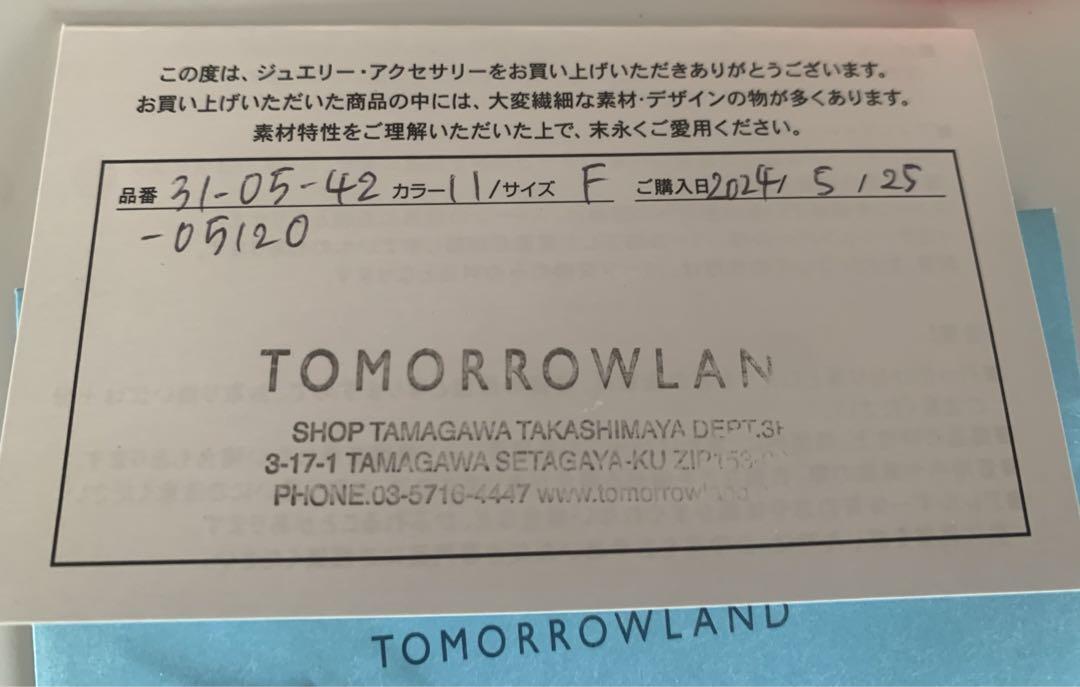 この度は、ジュエリー・アクセサリーをお買い上げいただきありがとうございます。
お買い上げいただいた商品の中には、大変繊細な素材・デザインの物が多くあります。
素材特性をご理解いただいた上で、末永くご愛用ください。
品番 31-05-42 カラー 11 /サイズ F ご購入日 2024 / 5 / 25
-05120
TOMORROWLAN
SHOP TAMAGAWA TAKASHIMAYA DEPT.3F
3-17-1 TAMAGAWA SETAGAYA-KU ZIP153-
PHONE.03-5716-4447 www.tomorrowland
TOMORROWLAND